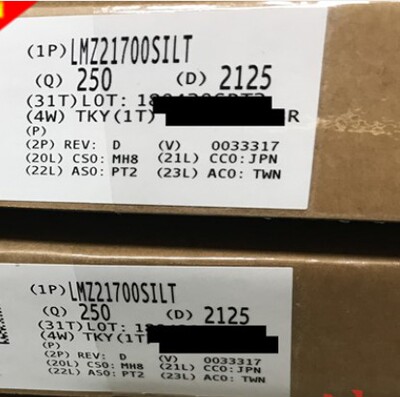 (1P) LMZ21700SILT
(Q) 250 (D) 2125
(31T) LOT:
(4W) TKY(1T) R
(P)
(2P) REV: D (V) 0033317
(20L) CSO: MH8 (21L) CCO:JPN
(22L) ASO: PT2 (23L) ACO: TWN
(1P) LMZ21700SILT
(Q) 250 (D) 2125
(31T) LOT:
(4W) TKY(1T) R
(P)
(2P) REV: D (V) 0033317
(20L) CSO: MH8 (21L) CCO:JPN
(22L) ASO: PT2 (23L) ACO: TWN